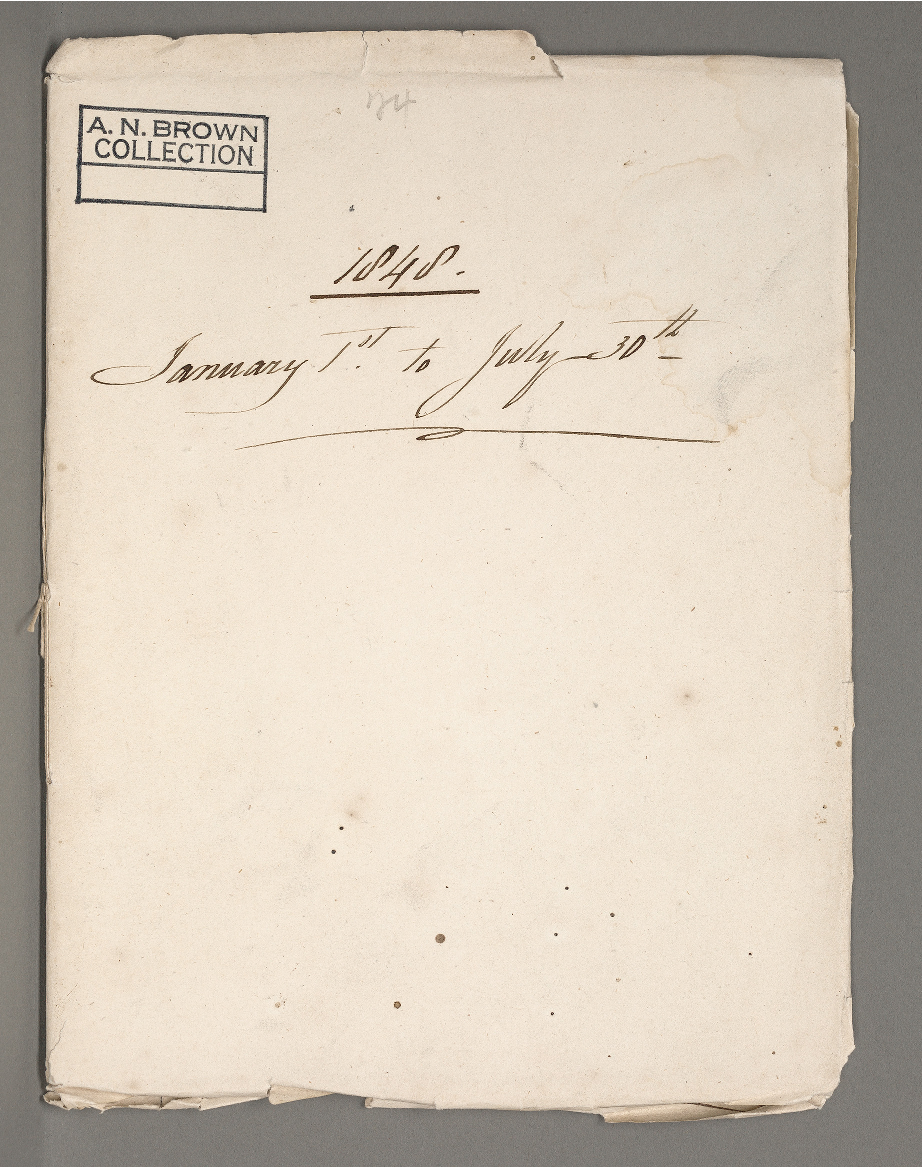 A. N. BROWN
COLLECTION
1848.
January 1st. to July 30th